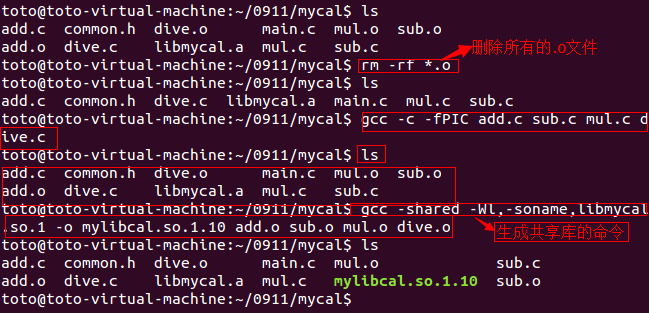 toto@toto-virtual-machine:~/0911/mycal$ ls
add.c  common.h  dive.o      main.c  mul.o  sub.o
add.o  dive.c    libmycal.a  mul.c   sub.c
toto@toto-virtual-machine:~/0911/mycal$ rm -rf *.o 删除所有的.o文件
toto@toto-virtual-machine:~/0911/mycal$ ls
add.c  common.h  dive.c  libmycal.a  main.c  mul.c  sub.c
toto@toto-virtual-machine:~/0911/mycal$ gcc -c -fPIC add.c sub.c mul.c d
ive.c
toto@toto-virtual-machine:~/0911/mycal$ ls
add.c  common.h  dive.o      main.c  mul.o  sub.o
add.o  dive.c    libmycal.a  mul.c   sub.c
toto@toto-virtual-machine:~/0911/mycal$ gcc -shared -Wl,-soname,libmycal
.so.1 -o mylibcal.so.1.10 add.o sub.o mul.o dive.o 生成共享库的命令
toto@toto-virtual-machine:~/0911/mycal$ ls
add.c  common.h  dive.o      main.c            mul.o  sub.c
add.o  dive.c    libmycal.a  mul.c   mylibcal.so.1.10  sub.o
toto@toto-virtual-machine:~/0911/mycal$